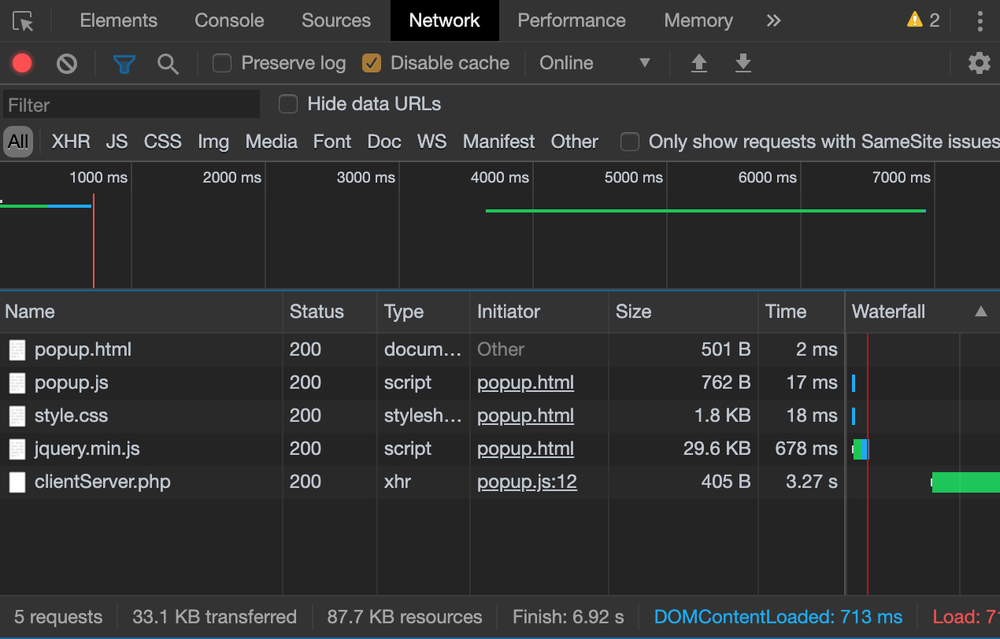 Elements Console Sources Network Performance Memory » 2
Preserve log Disable cache Online
Filter Hide data URLs
All XHR JS CSS Img Media Font Doc WS Manifest Other Only show requests with SameSite issues
1000 ms 2000 ms 3000 ms 4000 ms 5000 ms 6000 ms 7000 ms
Name Status Type Initiator Size Time Waterfall
popup.html 200 docum… Other 501 B 2 ms
popup.js 200 script popup.html 762 B 17 ms
style.css 200 stylesh… popup.html 1.8 KB 18 ms
jquery.min.js 200 script popup.html 29.6 KB 678 ms
clientServer.php 200 xhr popup.js:12 405 B 3.27 s
5 requests 33.1 KB transferred 87.7 KB resources Finish: 6.92 s DOMContentLoaded: 713 ms Load: